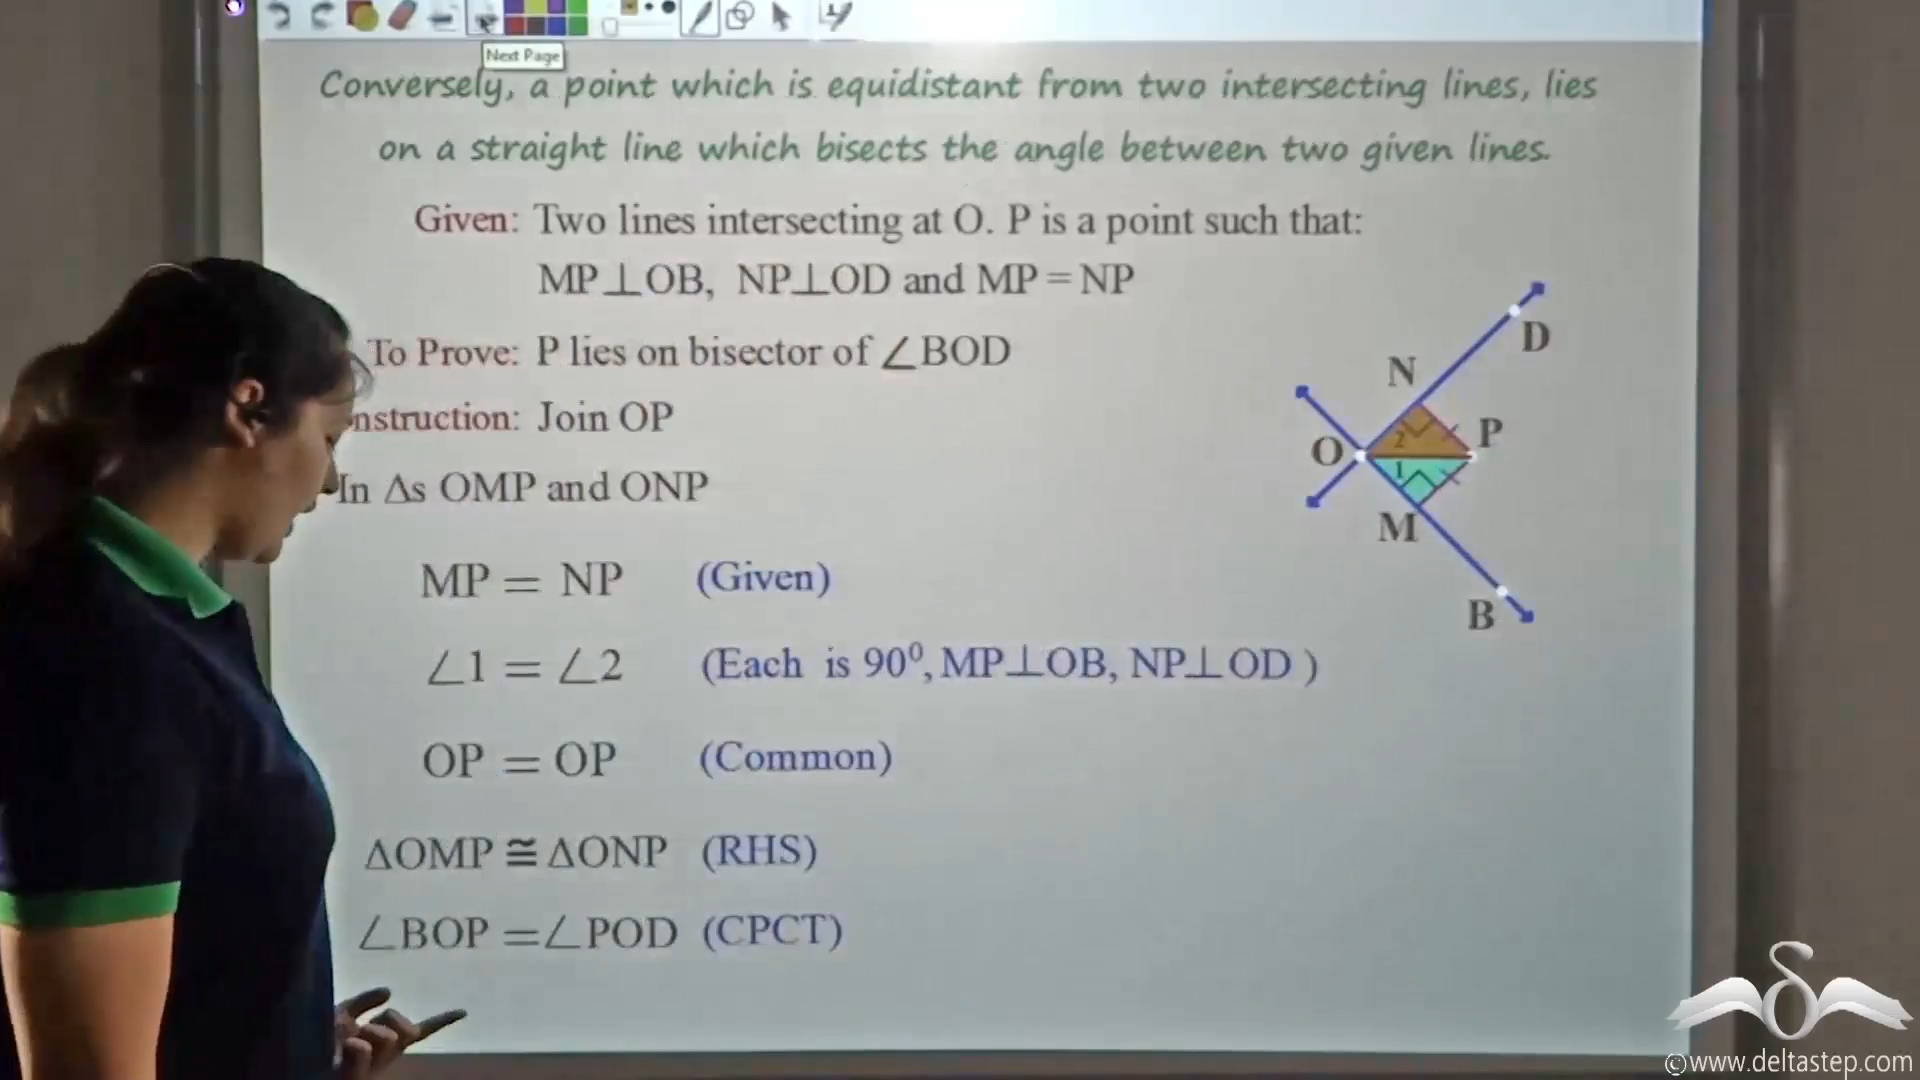 Next Page
Conversely, a point which is equidistant from two intersecting lines, lies
on a straight line which bisects the angle between two given lines.
Given: Two lines intersecting at O. P is a point such that:
MP⊥OB, NP⊥OD and MP = NP
To Prove: P lies on bisector of ∠BOD
nstruction: Join OP
In Δs OMP and ONP
MP = NP (Given)
∠1 = ∠2 (Each is 90⁰, MP⊥OB, NP⊥OD )
OP = OP (Common)
ΔOMP ≅ ΔONP (RHS)
∠BOP =∠POD (CPCT)
D
N
P
O
2
1
M
B
©www.deltastep.com